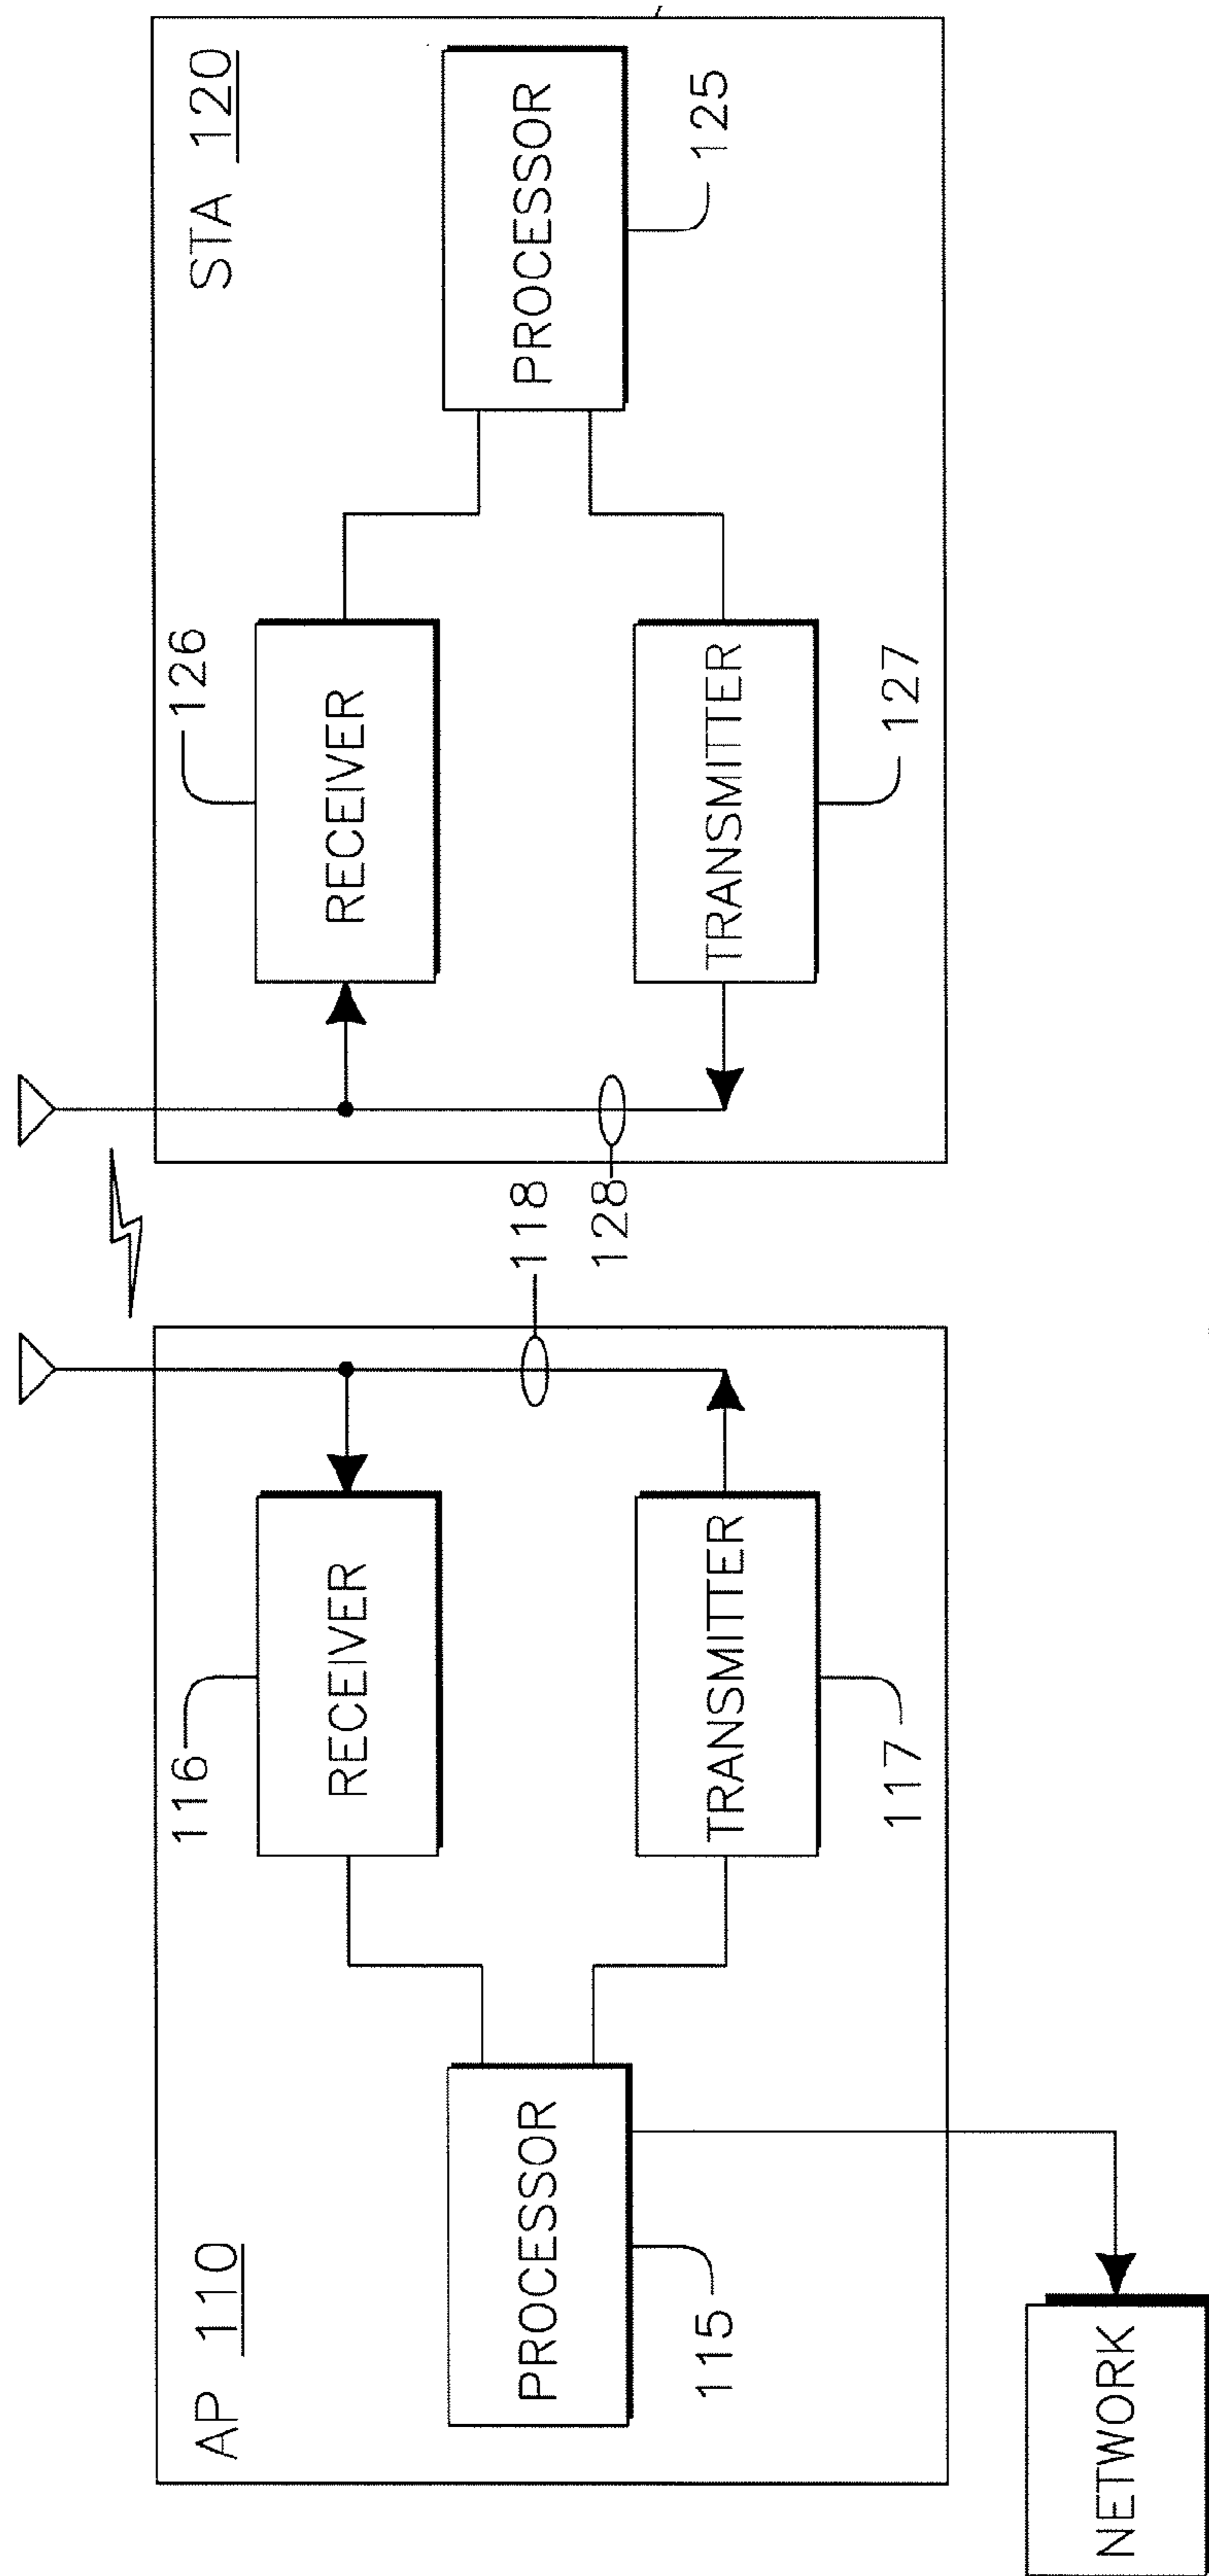 AP 110
116
RECEIVER
PROCESSOR
115
TRANSMITTER
117
NETWORK
118
128
STA 120
126
RECEIVER
PROCESSOR
125
TRANSMITTER
127